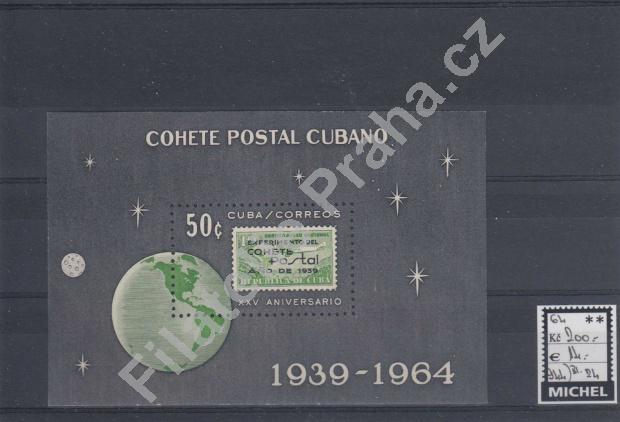 COHETE POSTAL CUBANO
50¢ CUBA/CORREOS
EXPERIMENTO DEL
COHETE
Postal
AÑO DE 1939
REPUBLICA DE CUBA
XXV ANIVERSARIO
1939-1964
Filatelie Praha.cz
64 **
Kč 200.-
€
MICHEL